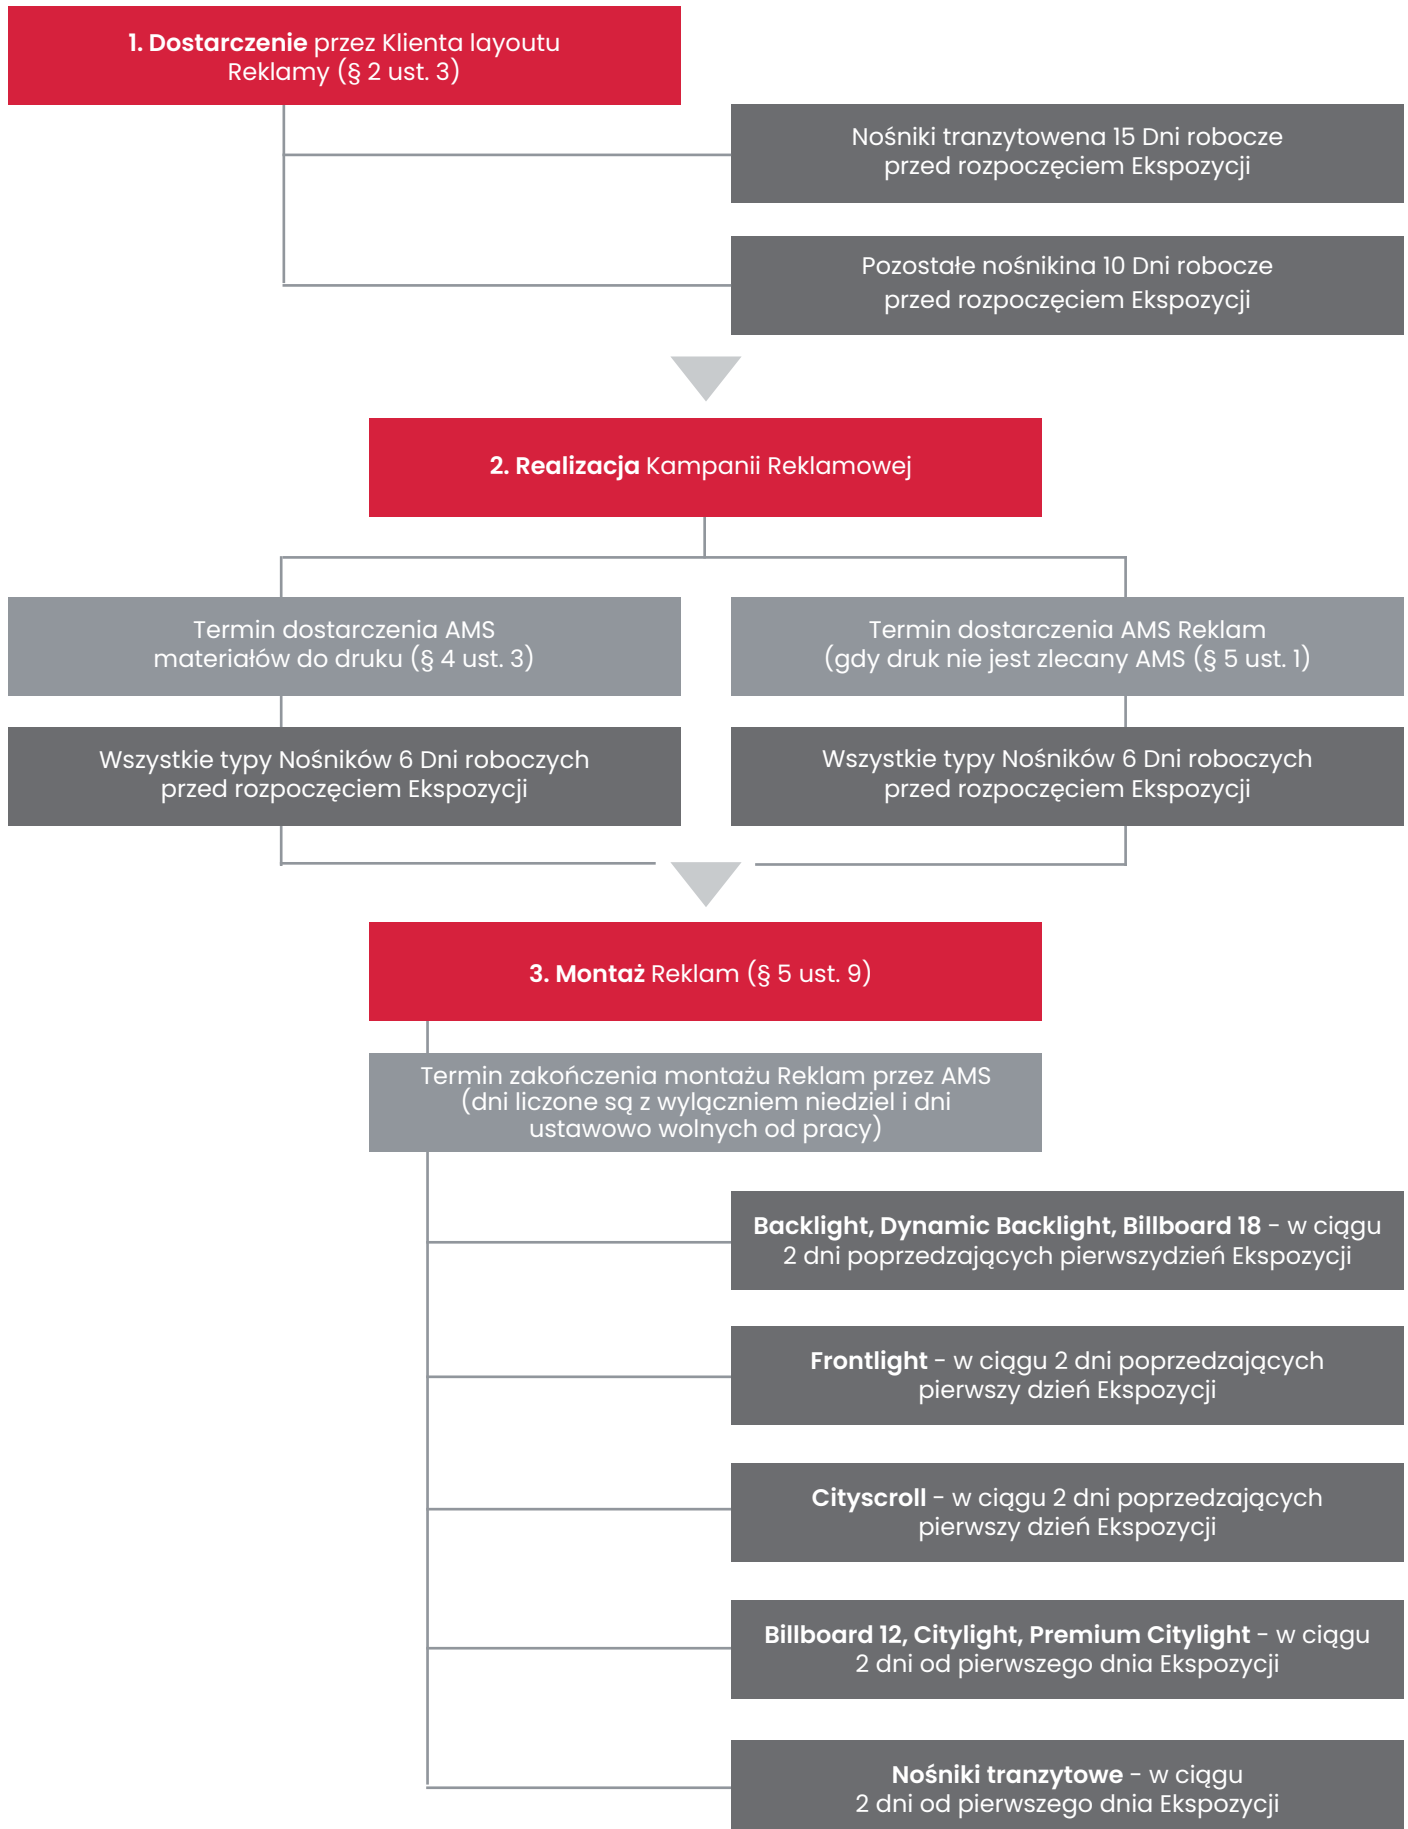 1. Dostarczenie przez Klienta layoutu
Reklamy (§ 2 ust. 3)
Nośniki tranzytowena 15 Dni robocze
przed rozpoczęciem Ekspozycji
Pozostałe nośnikina 10 Dni robocze
przed rozpoczęciem Ekspozycji
2. Realizacja Kampanii Reklamowej
Termin dostarczenia AMS
materiałów do druku (§ 4 ust. 3)
Termin dostarczenia AMS Reklam
(gdy druk nie jest zlecany AMS (§ 5 ust. 1)
Wszystkie typy Nośników 6 Dni roboczych
przed rozpoczęciem Ekspozycji
Wszystkie typy Nośników 6 Dni roboczych
przed rozpoczęciem Ekspozycji
3. Montaż Reklam (§ 5 ust. 9)
Termin zakończenia montażu Reklam przez AMS
(dni liczone są z wyłączniem niedziel i dni
ustawowo wolnych od pracy)
Backlight, Dynamic Backlight, Billboard 18 - w ciągu
2 dni poprzedzających pierwszydzień Ekspozycji
Frontlight - w ciągu 2 dni poprzedzających
pierwszy dzień Ekspozycji
Cityscroll - w ciągu 2 dni poprzedzających
pierwszy dzień Ekspozycji
Billboard 12, Citylight, Premium Citylight - w ciągu
2 dni od pierwszego dnia Ekspozycji
Nośniki tranzytowe - w ciągu
2 dni od pierwszego dnia Ekspozycji